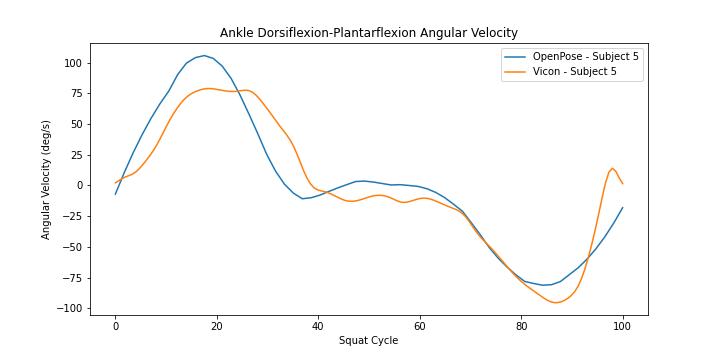 Ankle Dorsiflexion-Plantarflexion Angular Velocity
OpenPose - Subject 5
Vicon - Subject 5
Angular Velocity (deg/s)
100
75
50
25
0
−25
−50
−75
−100
0 20 40 60 80 100
Squat Cycle